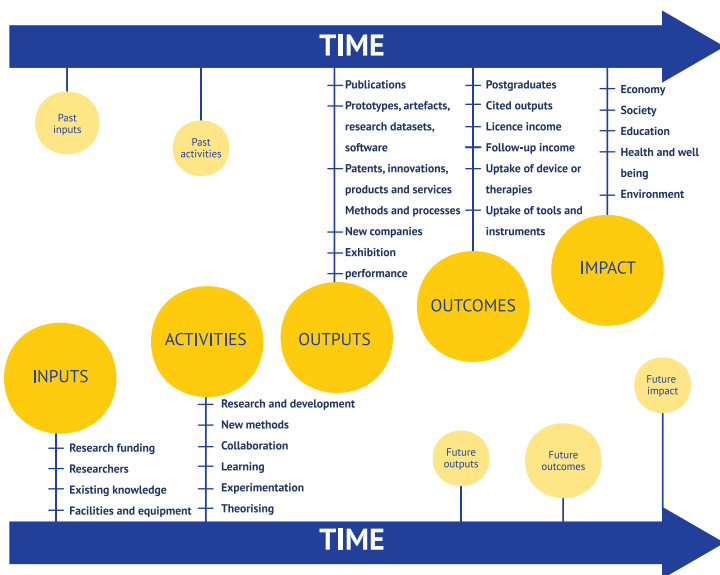 TIME
Past
inputs
Past
activities
Publications
Prototypes, artefacts,
research datasets,
software
Patents, innovations,
products and services
Methods and processes
New companies
Exhibition
performance
Postgraduates
Cited outputs
Licence income
Follow-up income
Uptake of device or
therapies
Uptake of tools and
instruments
Economy
Society
Education
Health and well
being
Environment
INPUTS
ACTIVITIES
OUTPUTS
OUTCOMES
IMPACT
Research funding
Researchers
Existing knowledge
Facilities and equipment
Research and development
New methods
Collaboration
Learning
Experimentation
Theorising
Future
outputs
Future
outcomes
Future
impact
TIME